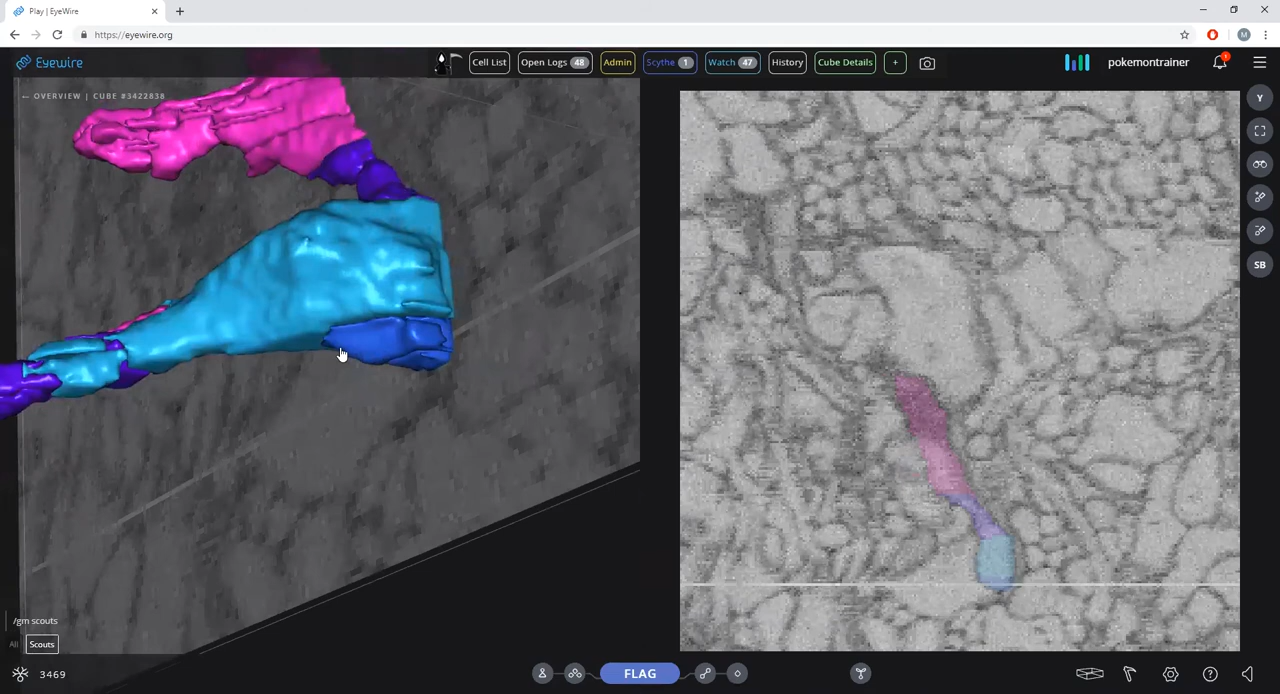 Play | EyeWire
https://eyewire.org
M
Eyewire
Cell List
Open Logs 48
Admin
Scythe 1
Watch 47
History
Cube Details
+
pokemontrainer
1
← OVERVIEW | CUBE #3422838
Y
SB
/gm scouts
All
Scouts
3469
FLAG